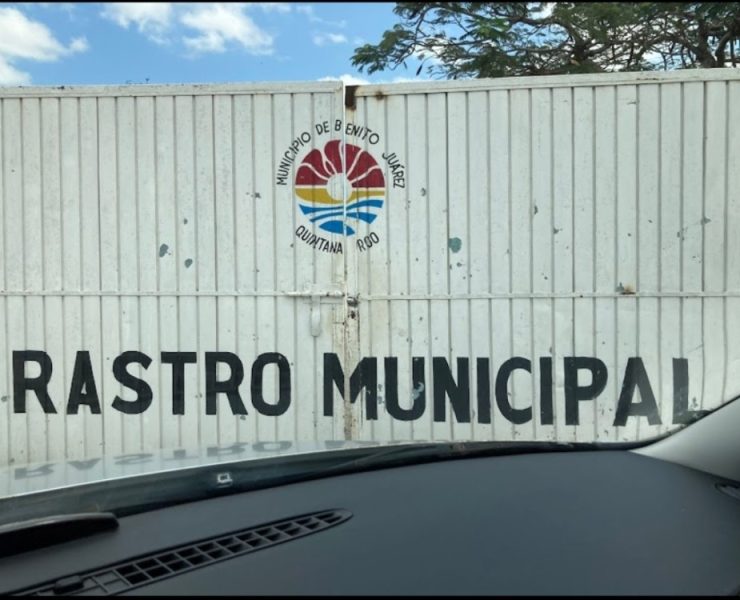 MUNICIPIO DE BENITO JUÁREZ
QUINTANA ROO
RASTRO MUNICIPAL